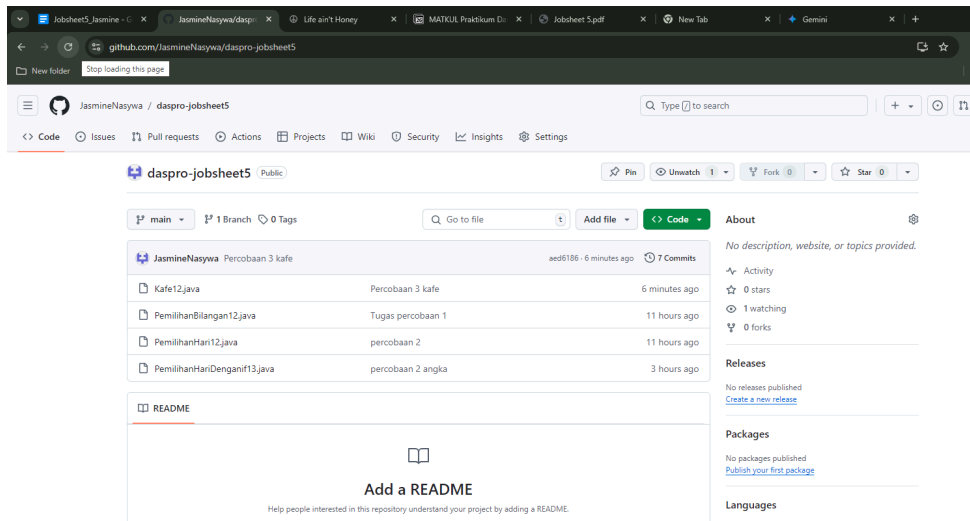 Jobsheet5_Jasmine - G
JasmineNasywa/daspro
Life ain't Honey
MATKUL Praktikum Da
Jobsheet 5.pdf
New Tab
Gemini
github.com/JasmineNasywa/daspro-jobsheet5
New folder
Stop loading this page
JasmineNasywa / daspro-jobsheet5
Type / to search
Code Issues Pull requests Actions Projects Wiki Security Insights Settings
daspro-jobsheet5 Public
Pin Unwatch 1 Fork 0 Star 0
main 1 Branch 0 Tags Go to file t Add file Code
JasmineNasywa Percobaan 3 kafe aed6186 · 6 minutes ago 7 Commits
Kafe12.java Percobaan 3 kafe 6 minutes ago
PemilihanBilangan12.java Tugas percobaan 1 11 hours ago
PemilihanHari12.java percobaan 2 11 hours ago
PemilihanHariDenganif13.java percobaan 2 angka 3 hours ago
README
Add a README
Help people interested in this repository understand your project by adding a README.
About
No description, website, or topics provided.
Activity
0 stars
1 watching
0 forks
Releases
No releases published
Create a new release
Packages
No packages published
Publish your first package
Languages